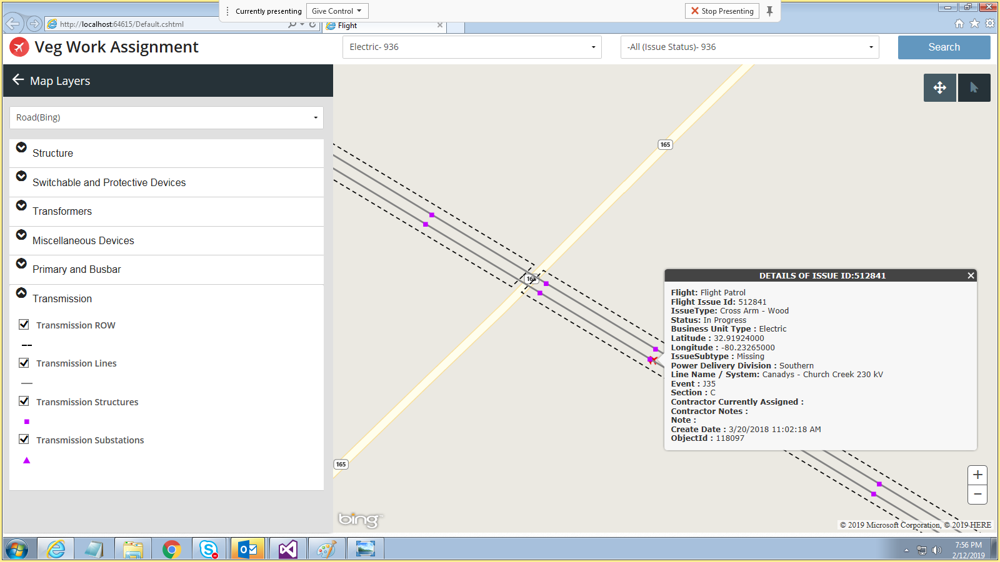 Currently presenting
Give Control
Stop Presenting
http://localhost:64615/Default.cshtml
Flight
Veg Work Assignment
Electric- 936
-All (Issue Status)- 936
Search
Map Layers
Road(Bing)
Structure
Switchable and Protective Devices
Transformers
Miscellaneous Devices
Primary and Busbar
Transmission
Transmission ROW
Transmission Lines
Transmission Structures
Transmission Substations
165
165
165
DETAILS OF ISSUE ID:512841
Flight: Flight Patrol
Flight Issue Id: 512841
IssueType: Cross Arm - Wood
Status: In Progress
Business Unit Type : Electric
Latitude : 32.91924000
Longitude : -80.23265000
IssueSubtype : Missing
Power Delivery Division : Southern
Line Name / System: Canadys - Church Creek 230 kV
Event : J35
Section : C
Contractor Currently Assigned :
Contractor Notes :
Note :
Create Date : 3/20/2018 11:02:18 AM
ObjectId : 118097
bing™
© 2019 Microsoft Corporation, © 2019 HERE
7:56 PM
2/12/2019